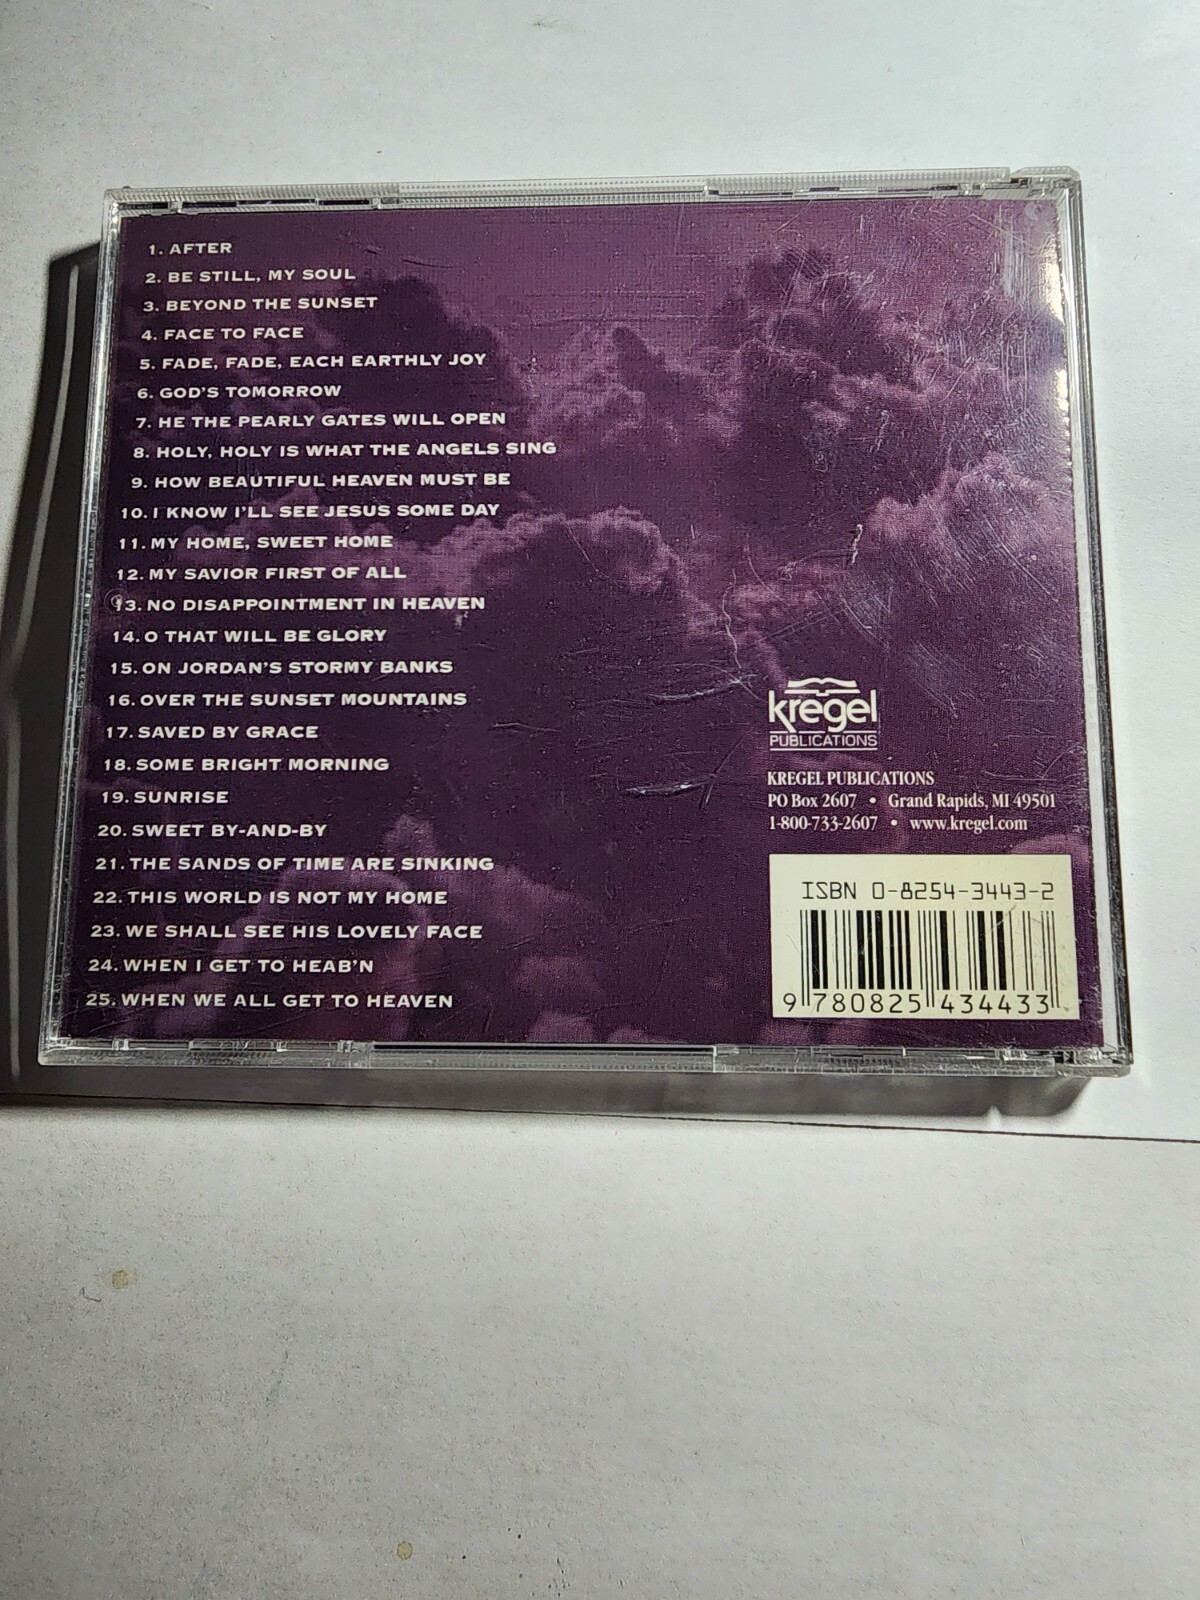 1. AFTER
2. BE STILL, MY SOUL
3. BEYOND THE SUNSET
4. FACE TO FACE
5. FADE, FADE, EACH EARTHLY JOY
6. GOD'S TOMORROW
7. HE THE PEARLY GATES WILL OPEN
8. HOLY, HOLY IS WHAT THE ANGELS SING
9. HOW BEAUTIFUL HEAVEN MUST BE
10. I KNOW I'LL SEE JESUS SOME DAY
11. MY HOME, SWEET HOME
12. MY SAVIOR FIRST OF ALL
13. NO DISAPPOINTMENT IN HEAVEN
14. O THAT WILL BE GLORY
15. ON JORDAN'S STORMY BANKS
16. OVER THE SUNSET MOUNTAINS
17. SAVED BY GRACE
18. SOME BRIGHT MORNING
19. SUNRISE
20. SWEET BY-AND-BY
21. THE SANDS OF TIME ARE SINKING
22. THIS WORLD IS NOT MY HOME
23. WE SHALL SEE HIS LOVELY FACE
24. WHEN I GET TO HEAB'N
25. WHEN WE ALL GET TO HEAVEN
kregel
PUBLICATIONS
KREGEL PUBLICATIONS
PO Box 2607 • Grand Rapids, MI 49501
1-800-733-2607 • www.kregel.com
ISBN 0-8254-3443-2
9 780825 434433